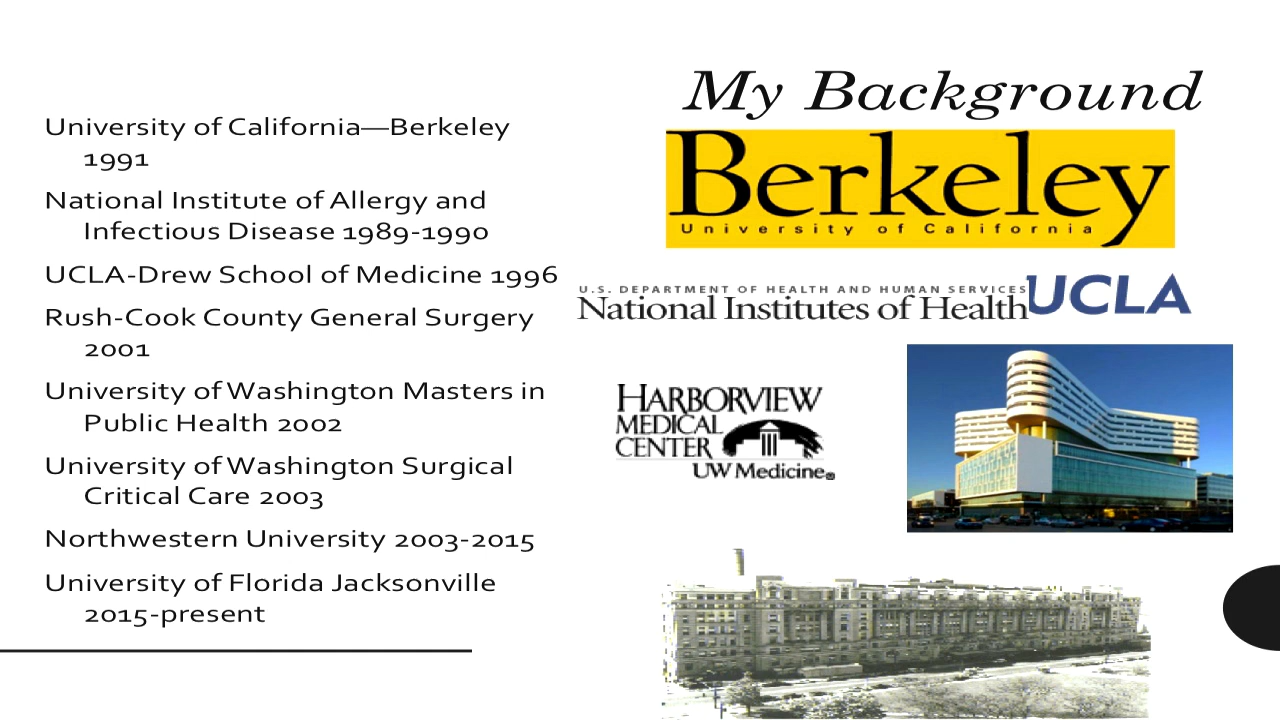 My Background
University of California—Berkeley
1991
National Institute of Allergy and
Infectious Disease 1989-1990
UCLA-Drew School of Medicine 1996
Rush-Cook County General Surgery
2001
University of Washington Masters in
Public Health 2002
University of Washington Surgical
Critical Care 2003
Northwestern University 2003-2015
University of Florida Jacksonville
2015-present
Berkeley
University of California
U.S. DEPARTMENT OF HEALTH AND HUMAN SERVICES
National Institutes of Health
UCLA
HARBORVIEW
MEDICAL
CENTER
UW Medicine